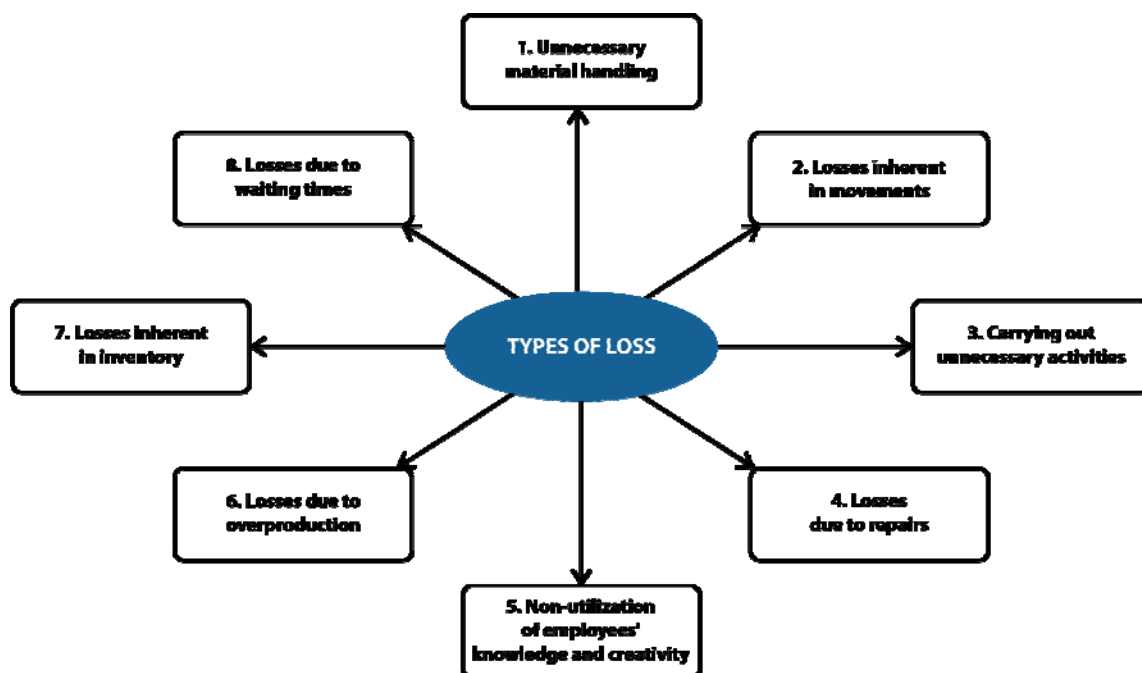 1. Unnecessary
material handling
8. Losses due to
waiting times
2. Losses inherent
in movements
7. Losses inherent
in inventory
TYPES OF LOSS
3. Carrying out
unnecessary activities
6. Losses due to
overproduction
4. Losses
due to repairs
5. Non-utilization
of employees'
knowledge and creativity